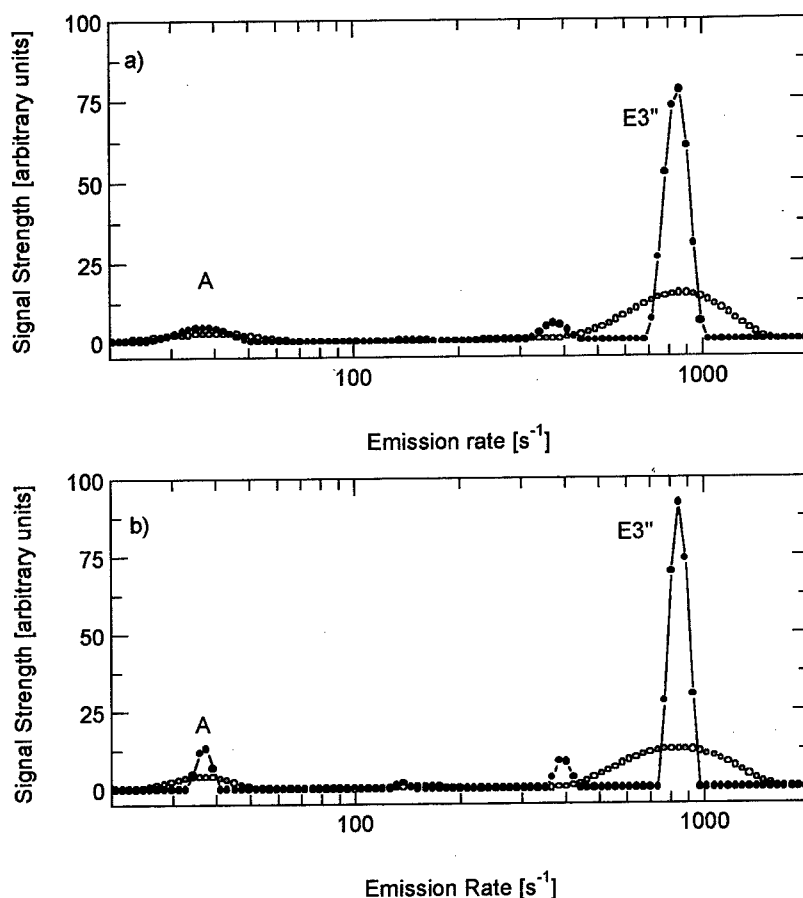 100
a)
75
E3"
50
25
A
0
100
1000
Signal Strength [arbitrary units]
Emission rate [s⁻¹]
100
b)
E3"
75
50
25
A
0
100
1000
Signal Strength [arbitrary units]
Emission Rate [s⁻¹]